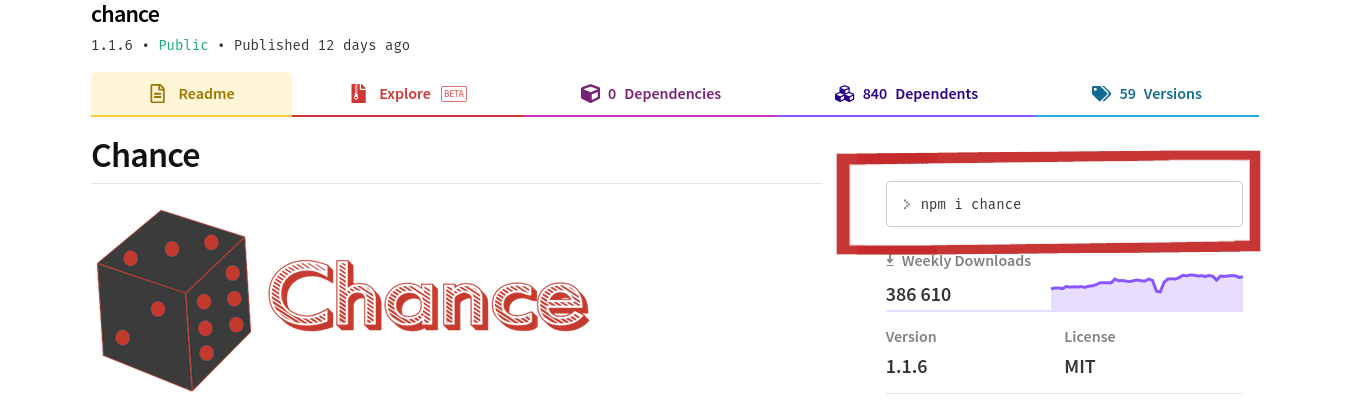 chance
1.1.6 • Public • Published 12 days ago
Readme
Explore BETA
0 Dependencies
840 Dependents
59 Versions
Chance
Chance
> npm i chance
Weekly Downloads
386 610
Version
License
1.1.6
MIT